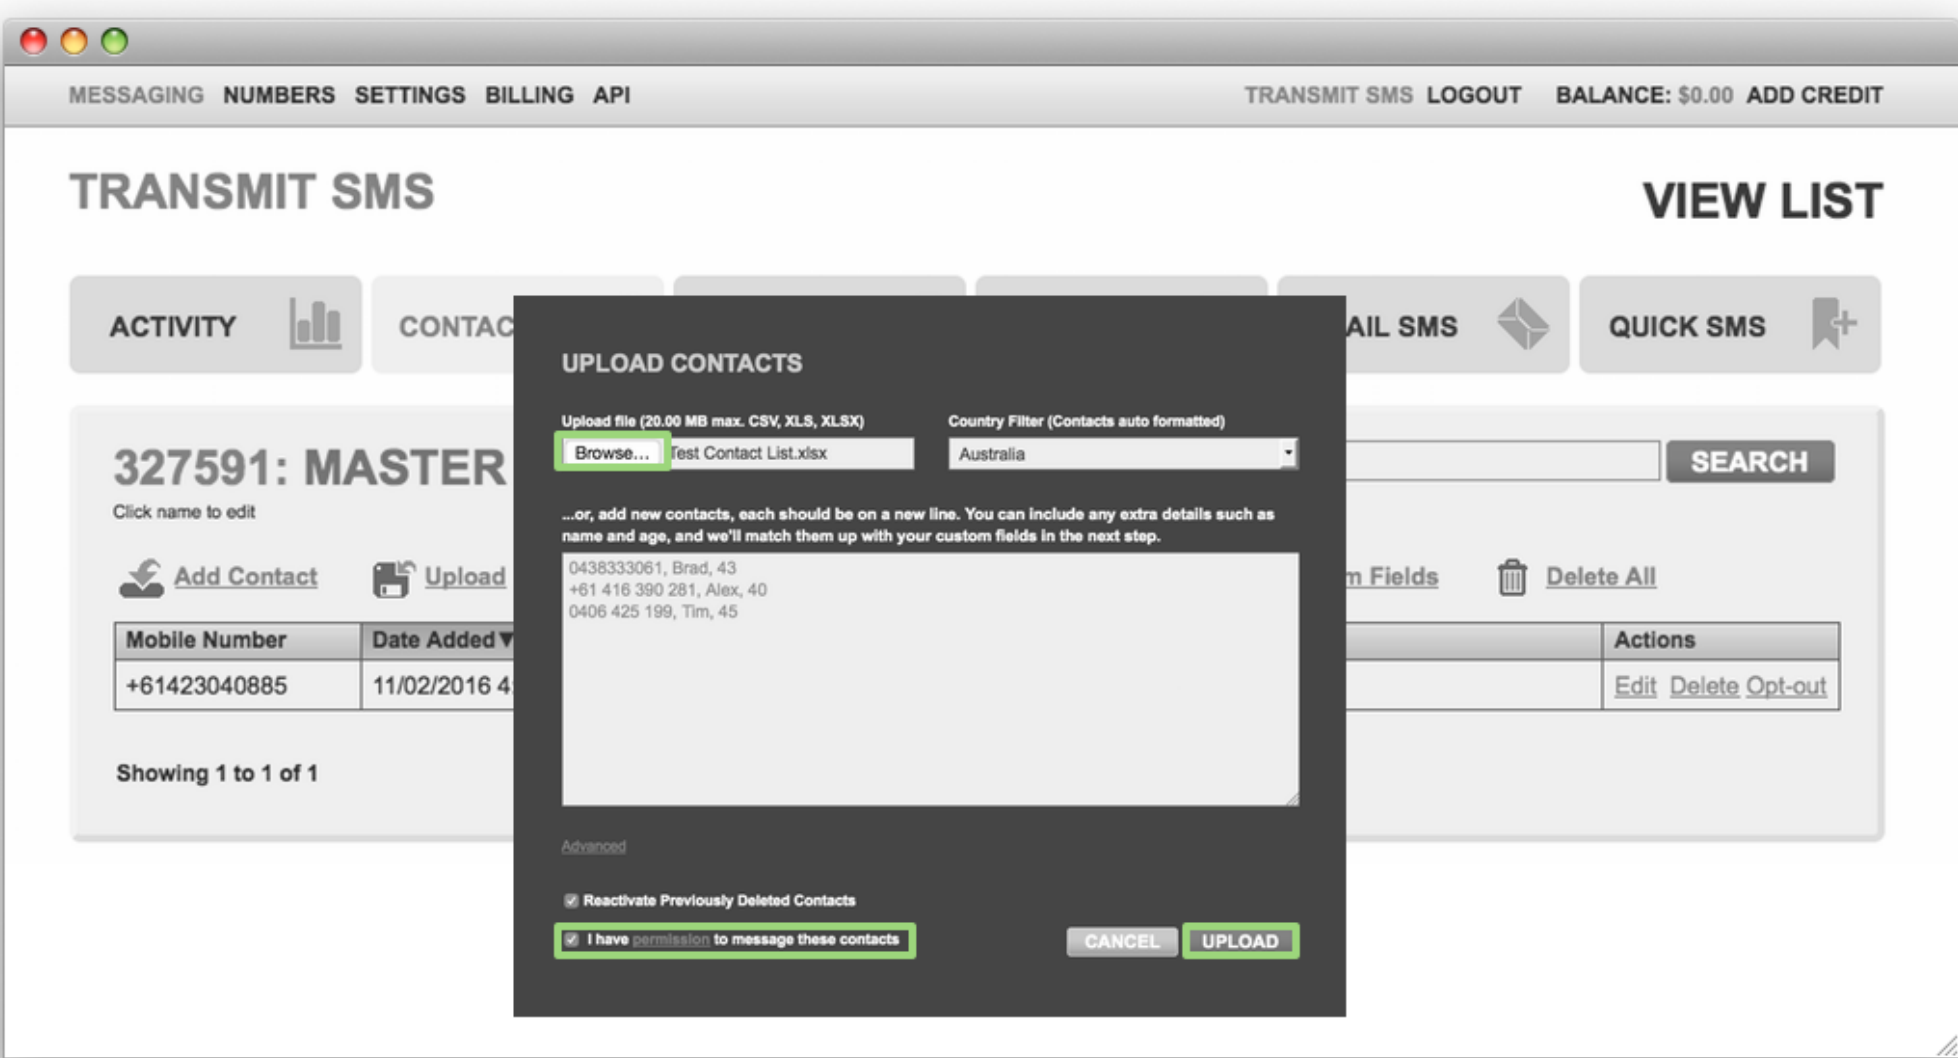 MESSAGING NUMBERS SETTINGS BILLING API
TRANSMIT SMS LOGOUT BALANCE: $0.00 ADD CREDIT
TRANSMIT SMS
VIEW LIST
ACTIVITY
CONTAC
AIL SMS
QUICK SMS
327591: MASTER
SEARCH
Click name to edit
Add Contact
Upload
m Fields
Delete All
Mobile Number
Date Added▼
Actions
+61423040885
11/02/2016 4:
Edit Delete Opt-out
Showing 1 to 1 of 1
UPLOAD CONTACTS
Upload file (20.00 MB max. CSV, XLS, XLSX)
Country Filter (Contacts auto formatted)
Browse... Test Contact List.xlsx
Australia
...or, add new contacts, each should be on a new line. You can include any extra details such as
name and age, and we'll match them up with your custom fields in the next step.
0438333061, Brad, 43
+61 416 390 281, Alex, 40
0406 425 199, Tim, 45
Advanced
Reactivate Previously Deleted Contacts
I have permission to message these contacts
CANCEL
UPLOAD